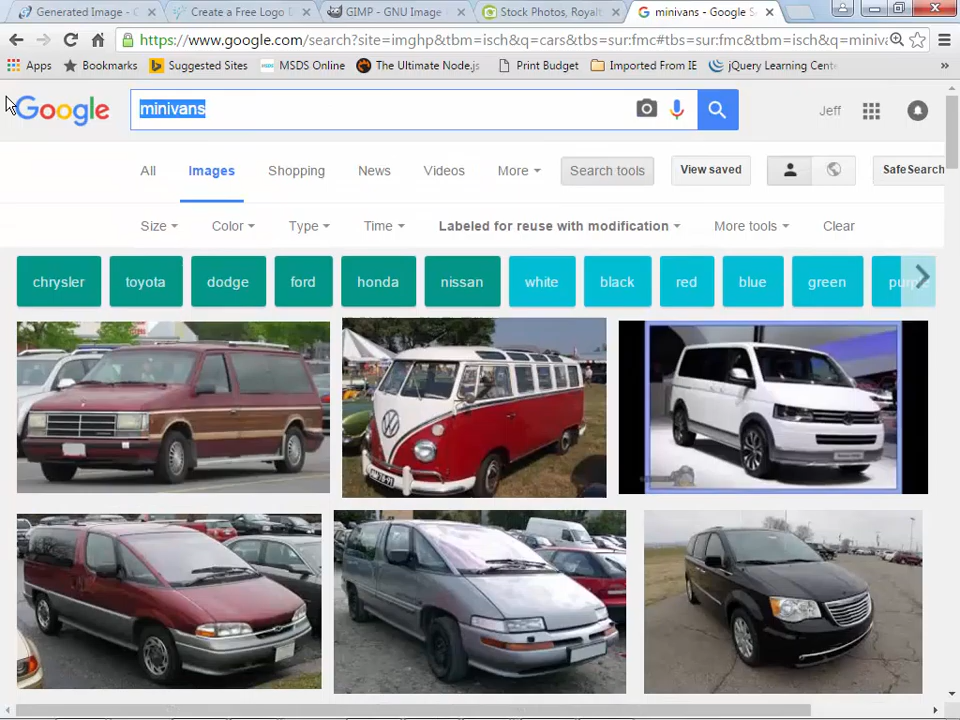 Generated Image - G
Create a Free Logo D
GIMP - GNU Image
Stock Photos, Royalt
minivans - Google S
https://www.google.com/search?site=imghp&tbm=isch&q=cars&tbs=sur:fmc#tbs=sur:fmc&tbm=isch&q=miniva
Apps Bookmarks Suggested Sites MSDS Online The Ultimate Node.js Print Budget Imported From IE jQuery Learning Cente »
Google minivans Jeff
All Images Shopping News Videos More Search tools View saved SafeSearch
Size Color Type Time Labeled for reuse with modification More tools Clear
chrysler toyota dodge ford honda nissan white black red blue green purp